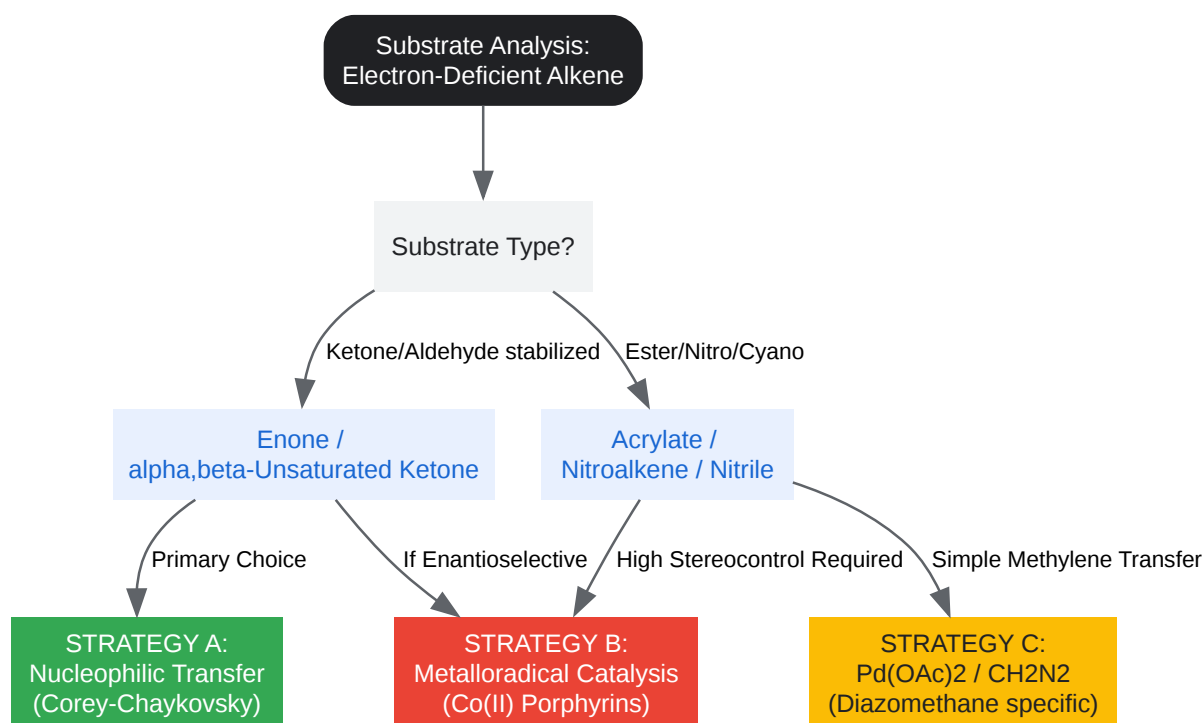 Substrate Analysis:
Electron-Deficient Alkene
Substrate Type?
Ketone/Aldehyde stabilized
Ester/Nitro/Cyano
Enone /
alpha,beta-Unsaturated Ketone
Acrylate /
Nitroalkene / Nitrile
Primary Choice
If Enantioselective
High Stereocontrol Required
Simple Methylene Transfer
STRATEGY A:
Nucleophilic Transfer
(Corey-Chaykovsky)
STRATEGY B:
Metalloradical Catalysis
(Co(II) Porphyrins)
STRATEGY C:
Pd(OAc)2 / CH2N2
(Diazomethane specific)